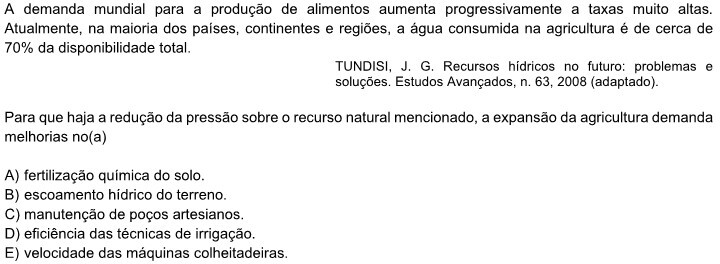 A demanda mundial para a produção de alimentos aumenta progressivamente a taxas muito altas.
Atualmente, na maioria dos países, continentes e regiões, a água consumida na agricultura é de cerca de
70% da disponibilidade total.
TUNDISI, J. G. Recursos hídricos no futuro: problemas e
soluções. Estudos Avançados, n. 63, 2008 (adaptado).
Para que haja a redução da pressão sobre o recurso natural mencionado, a expansão da agricultura demanda
melhorias no(a)
A) fertilização química do solo.
B) escoamento hídrico do terreno.
C) manutenção de poços artesianos.
D) eficiência das técnicas de irrigação.
E) velocidade das máquinas colheitadeiras.